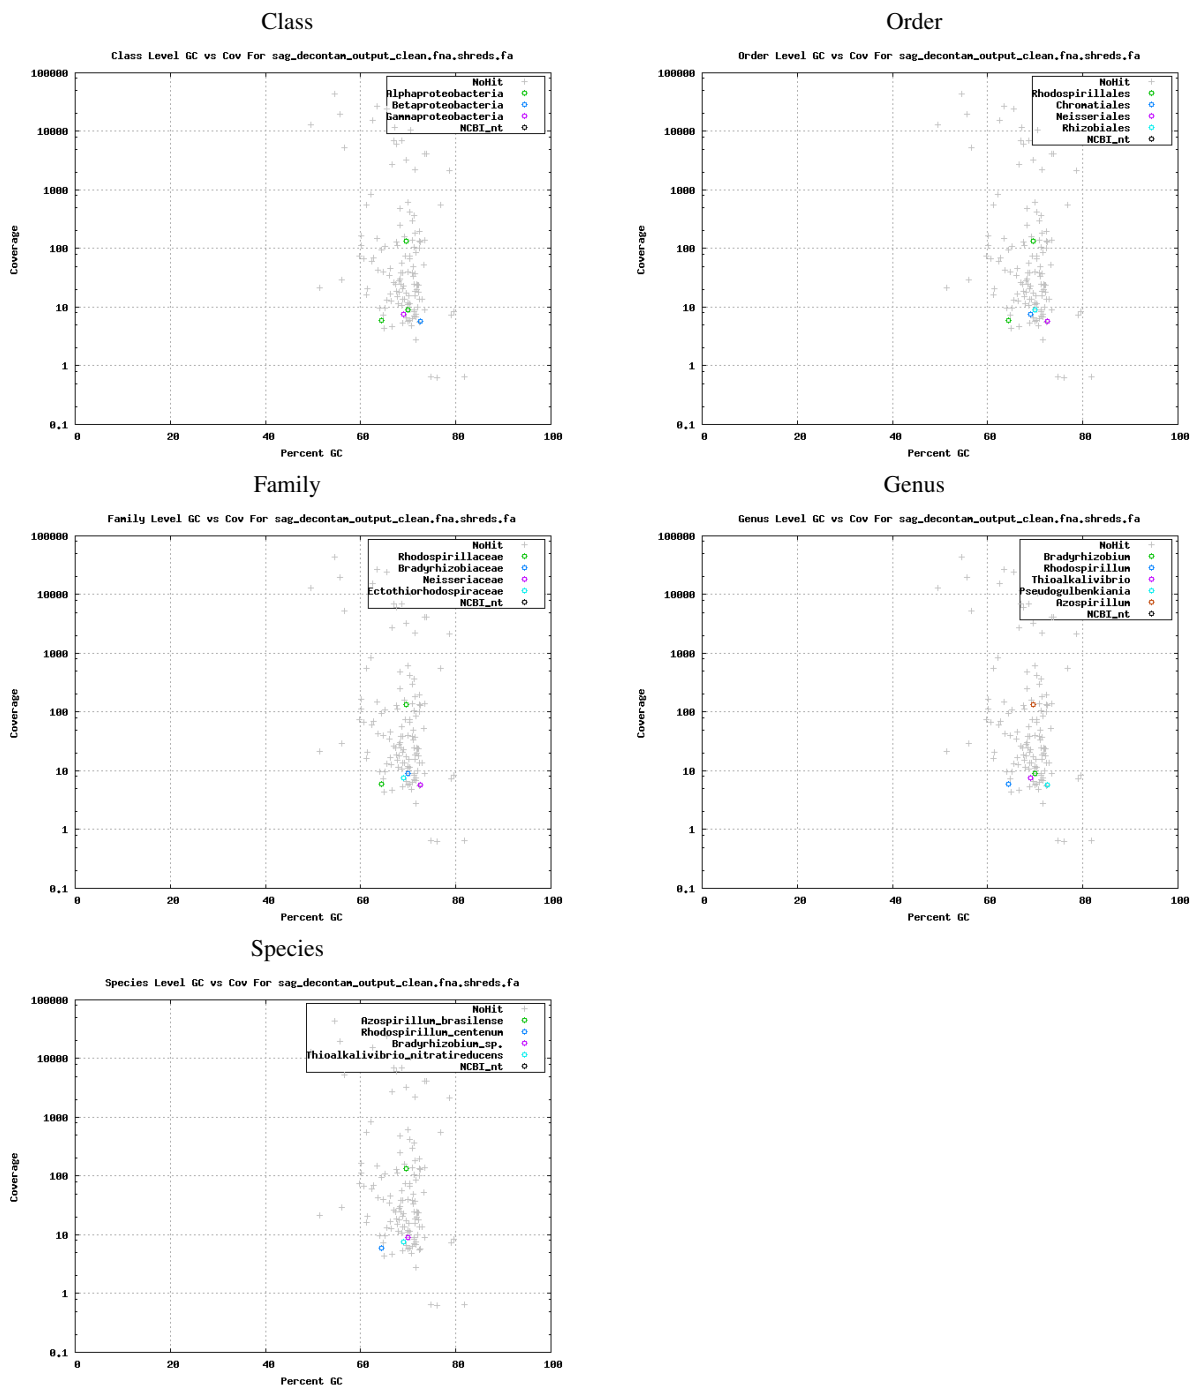 Class
Class Level GC vs Cov For sag_decontam_output_clean.fna.shreds.fa
NoHit
Alphaproteobacteria
Betaproteobacteria
Gammaproteobacteria
NCBI_nt
100000
10000
1000
100
10
1
0.1
Coverage
0 20 40 60 80 100
Percent GC
Order
Order Level GC vs Cov For sag_decontam_output_clean.fna.shreds.fa
NoHit
Rhodospirillales
Chromatiales
Neisseriales
Rhizobiales
NCBI_nt
100000
10000
1000
100
10
1
0.1
Coverage
0 20 40 60 80 100
Percent GC
Family
Family Level GC vs Cov For sag_decontam_output_clean.fna.shreds.fa
NoHit
Rhodospirillaceae
Bradyrhizobiaceae
Neisseriaceae
Ectothiorhodospiraceae
NCBI_nt
100000
10000
1000
100
10
1
0.1
Coverage
0 20 40 60 80 100
Percent GC
Genus
Genus Level GC vs Cov For sag_decontam_output_clean.fna.shreds.fa
NoHit
Bradyrhizobium
Rhodospirillum
Thioalkalivibrio
Pseudogulbenkiania
Azospirillum
NCBI_nt
100000
10000
1000
100
10
1
0.1
Coverage
0 20 40 60 80 100
Percent GC
Species
Species Level GC vs Cov For sag_decontam_output_clean.fna.shreds.fa
NoHit
Azospirillum_brasilense
Rhodospirillum_centenum
Bradyrhizobium_sp.
Thioalkalivibrio_nitratireducens
NCBI_nt
100000
10000
1000
100
10
1
0.1
Coverage
0 20 40 60 80 100
Percent GC